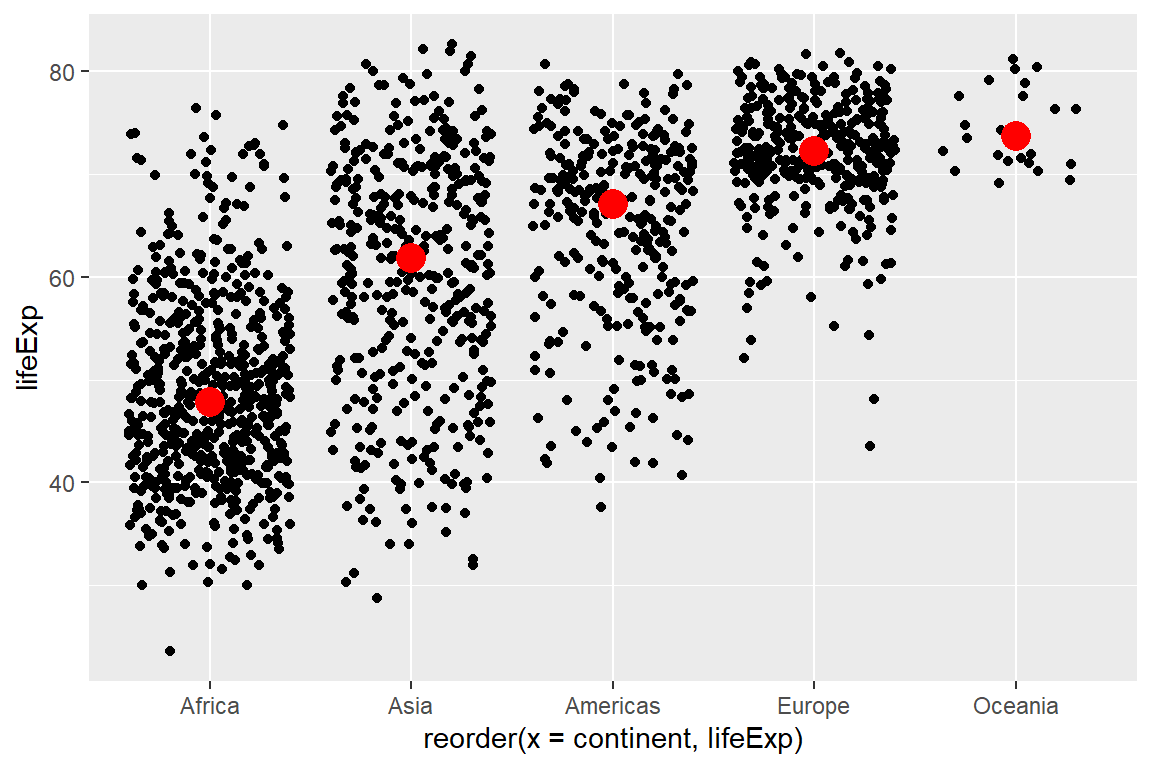 lifeExp
80
60
40
Africa Asia Americas Europe Oceania
reorder(x = continent, lifeExp)